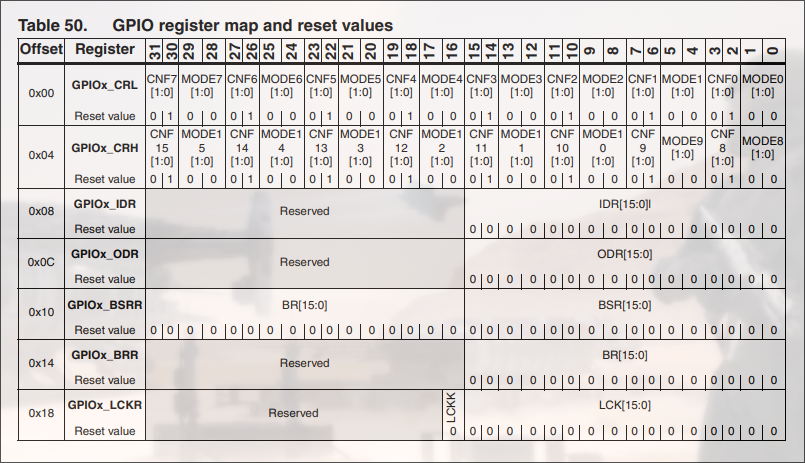 Table 50. GPIO register map and reset values
Offset Register 31 30 29 28 27 26 25 24 23 22 21 20 19 18 17 16 15 14 13 12 11 10 9 8 7 6 5 4 3 2 1 0
0x00 GPIOx_CRL CNF7 [1:0] MODE7 [1:0] CNF6 [1:0] MODE6 [1:0] CNF5 [1:0] MODE5 [1:0] CNF4 [1:0] MODE4 [1:0] CNF3 [1:0] MODE3 [1:0] CNF2 [1:0] MODE2 [1:0] CNF1 [1:0] MODE1 [1:0] CNF0 [1:0] MODE0 [1:0]
Reset value 0 1 0 0 0 1 0 0 0 1 0 0 0 1 0 0 0 1 0 0 0 1 0 0 0 1 0 0 0 1 0 0
0x04 GPIOx_CRH CNF 15 [1:0] MODE1 5 [1:0] CNF 14 [1:0] MODE1 4 [1:0] CNF 13 [1:0] MODE1 3 [1:0] CNF 12 [1:0] MODE1 2 [1:0] CNF 11 [1:0] MODE1 1 [1:0] CNF 10 [1:0] MODE1 0 [1:0] CNF 9 [1:0] MODE9 [1:0] CNF 8 [1:0] MODE8 [1:0]
Reset value 0 1 0 0 0 1 0 0 0 1 0 0 0 1 0 0 0 1 0 0 0 1 0 0 0 1 0 0 0 1 0 0
0x08 GPIOx_IDR Reserved IDR[15:0]I
Reset value 0 0 0 0 0 0 0 0 0 0 0 0 0 0 0 0
0x0C GPIOx_ODR Reserved ODR[15:0]
Reset value 0 0 0 0 0 0 0 0 0 0 0 0 0 0 0 0
0x10 GPIOx_BSRR BR[15:0] BSR[15:0]
Reset value 0 0 0 0 0 0 0 0 0 0 0 0 0 0 0 0 0 0 0 0 0 0 0 0 0 0 0 0 0 0 0 0
0x14 GPIOx_BRR Reserved BR[15:0]
Reset value 0 0 0 0 0 0 0 0 0 0 0 0 0 0 0 0
0x18 GPIOx_LCKR Reserved LCKK LCK[15:0]
Reset value 0 0 0 0 0 0 0 0 0 0 0 0 0 0 0 0 0